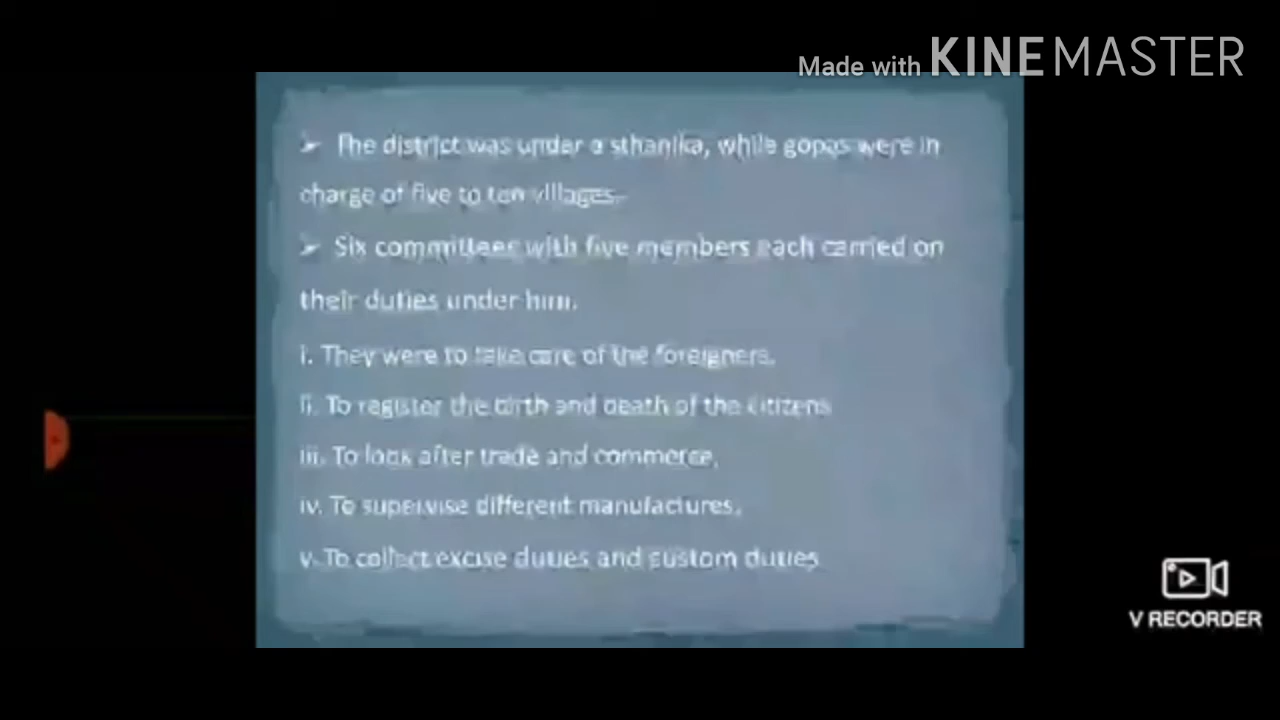 Made with KINEMASTER
➢ The district was under a sthanika, while gopas were in
charge of five to ten villages.
➢ Six committees with five members each carried on
their duties under him.
i. They were to take care of the foreigners.
ii. To register the birth and death of the citizens
iii. To look after trade and commerce.
iv. To supervise different manufactures.
v. To collect excise duties and custom duties
V RECORDER